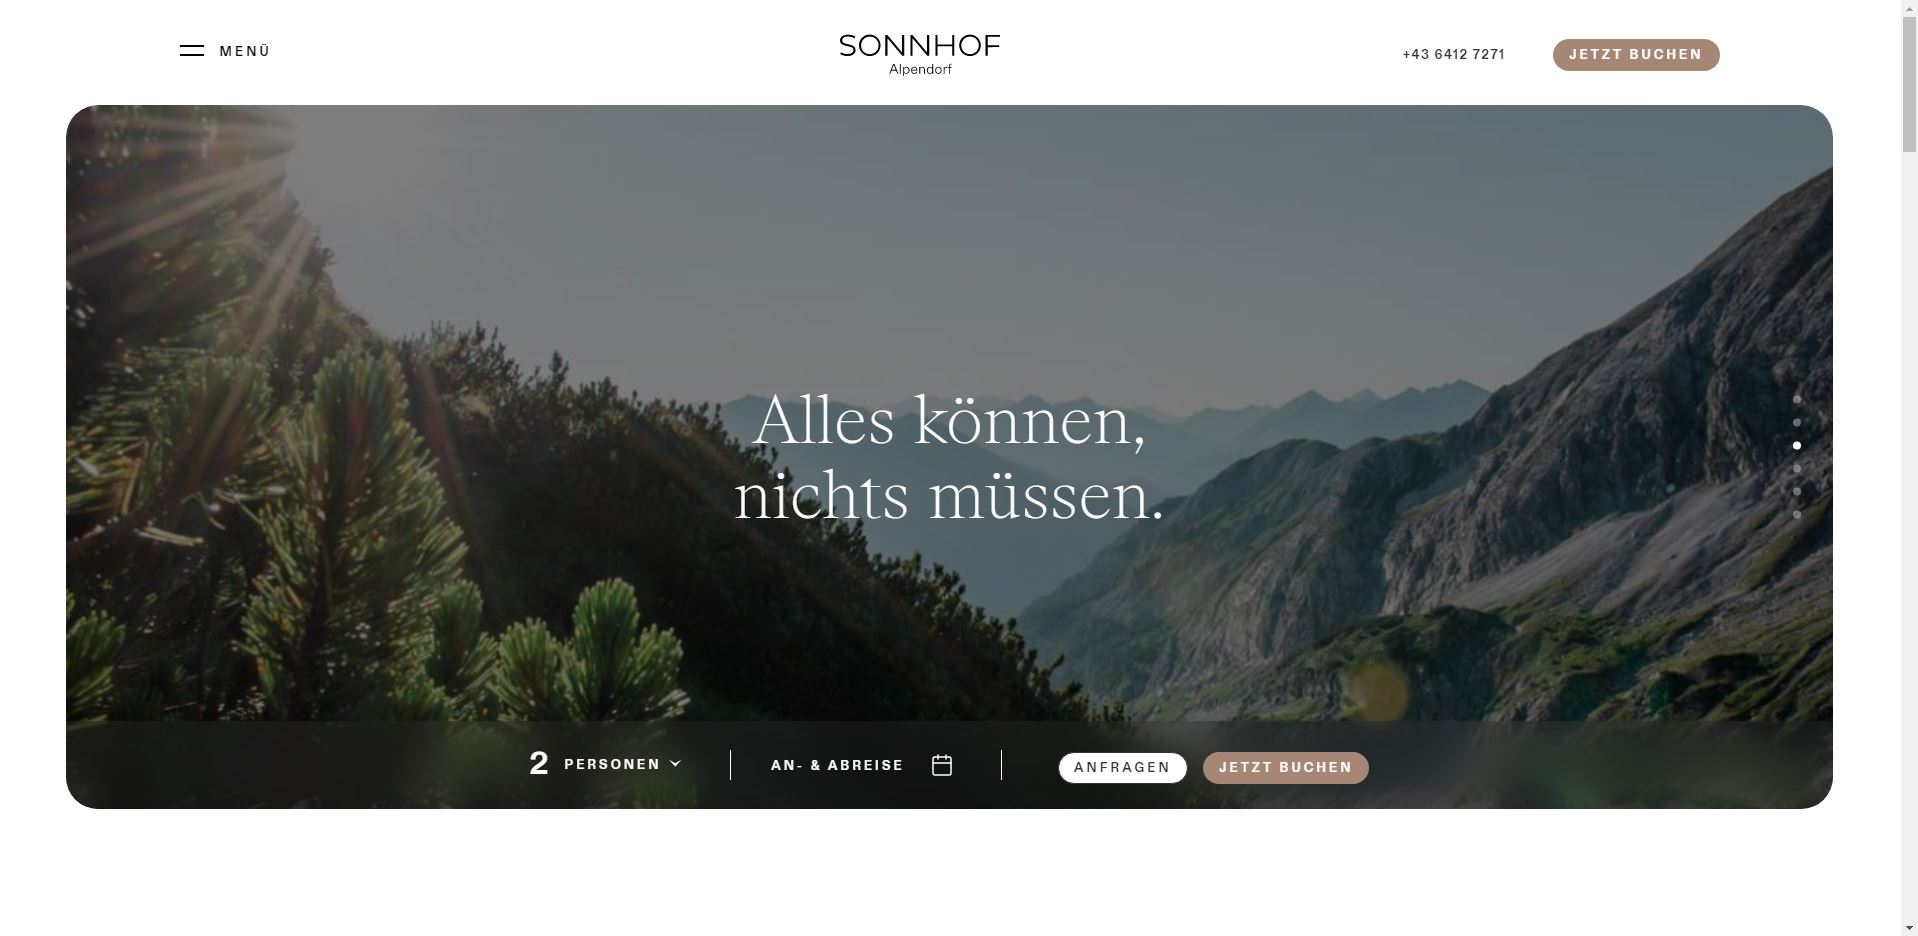 MENÜ
SONNHOF
Alpendorf
+43 6412 7271
JETZT BUCHEN
Alles können,
nichts müssen.
2 PERSONEN
AN- & ABREISE
ANFRAGEN
JETZT BUCHEN